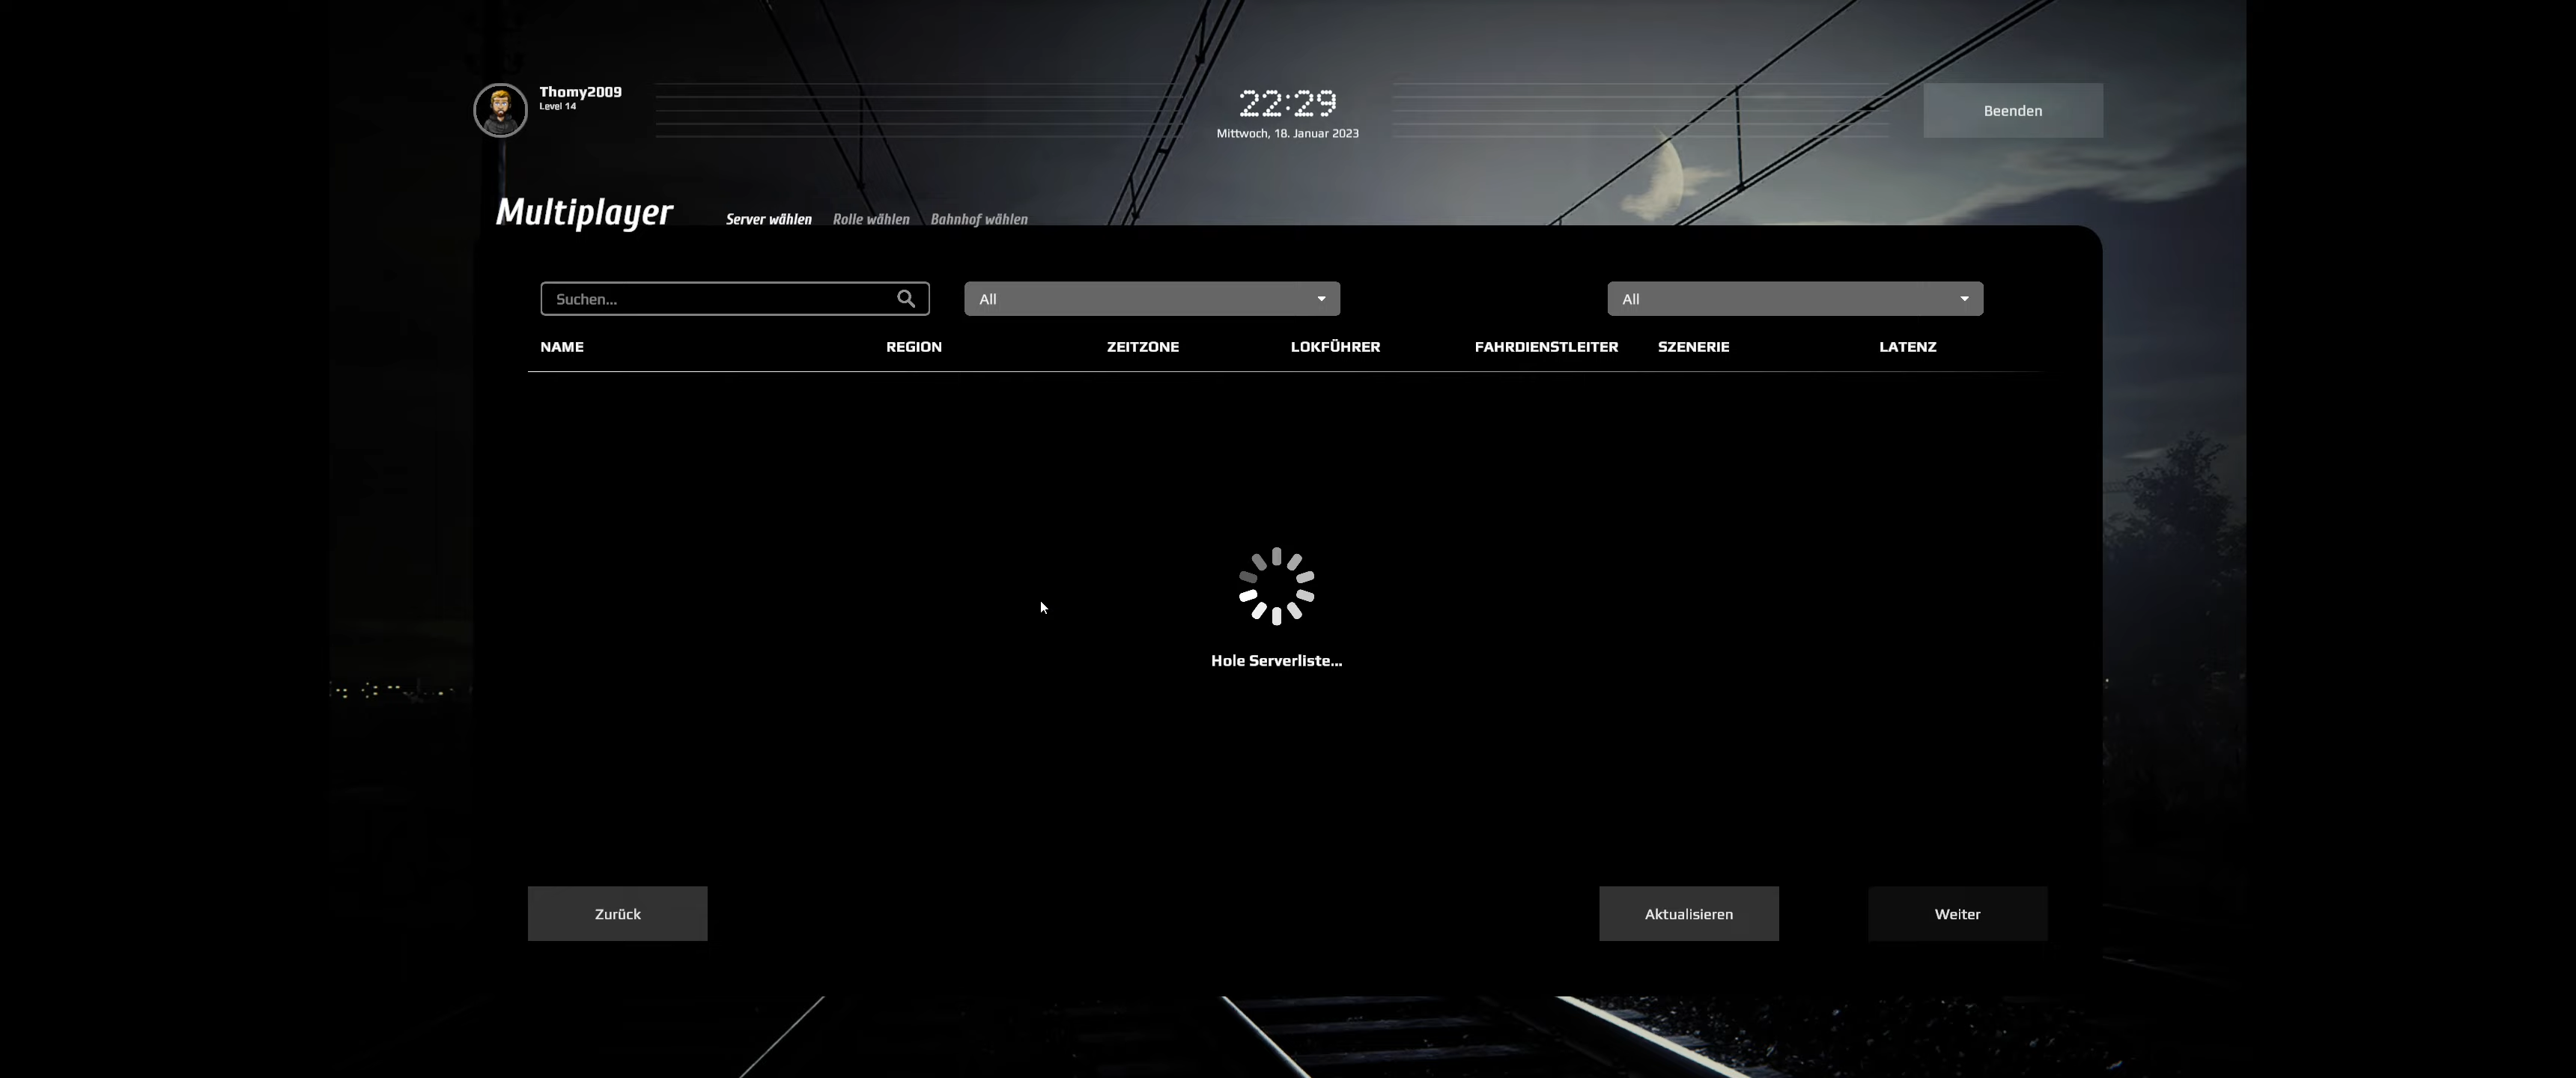 Thomy2009
Level 14
22:29
Mittwoch, 18. Januar 2023
Beenden
Multiplayer
Server wählen Rolle wählen Bahnhof wählen
Suchen...
All
All
NAME REGION ZEITZONE LOKFÜHRER FAHRDIENSTLEITER SZENERIE LATENZ
Hole Serverliste...
Zurück
Aktualisieren
Weiter